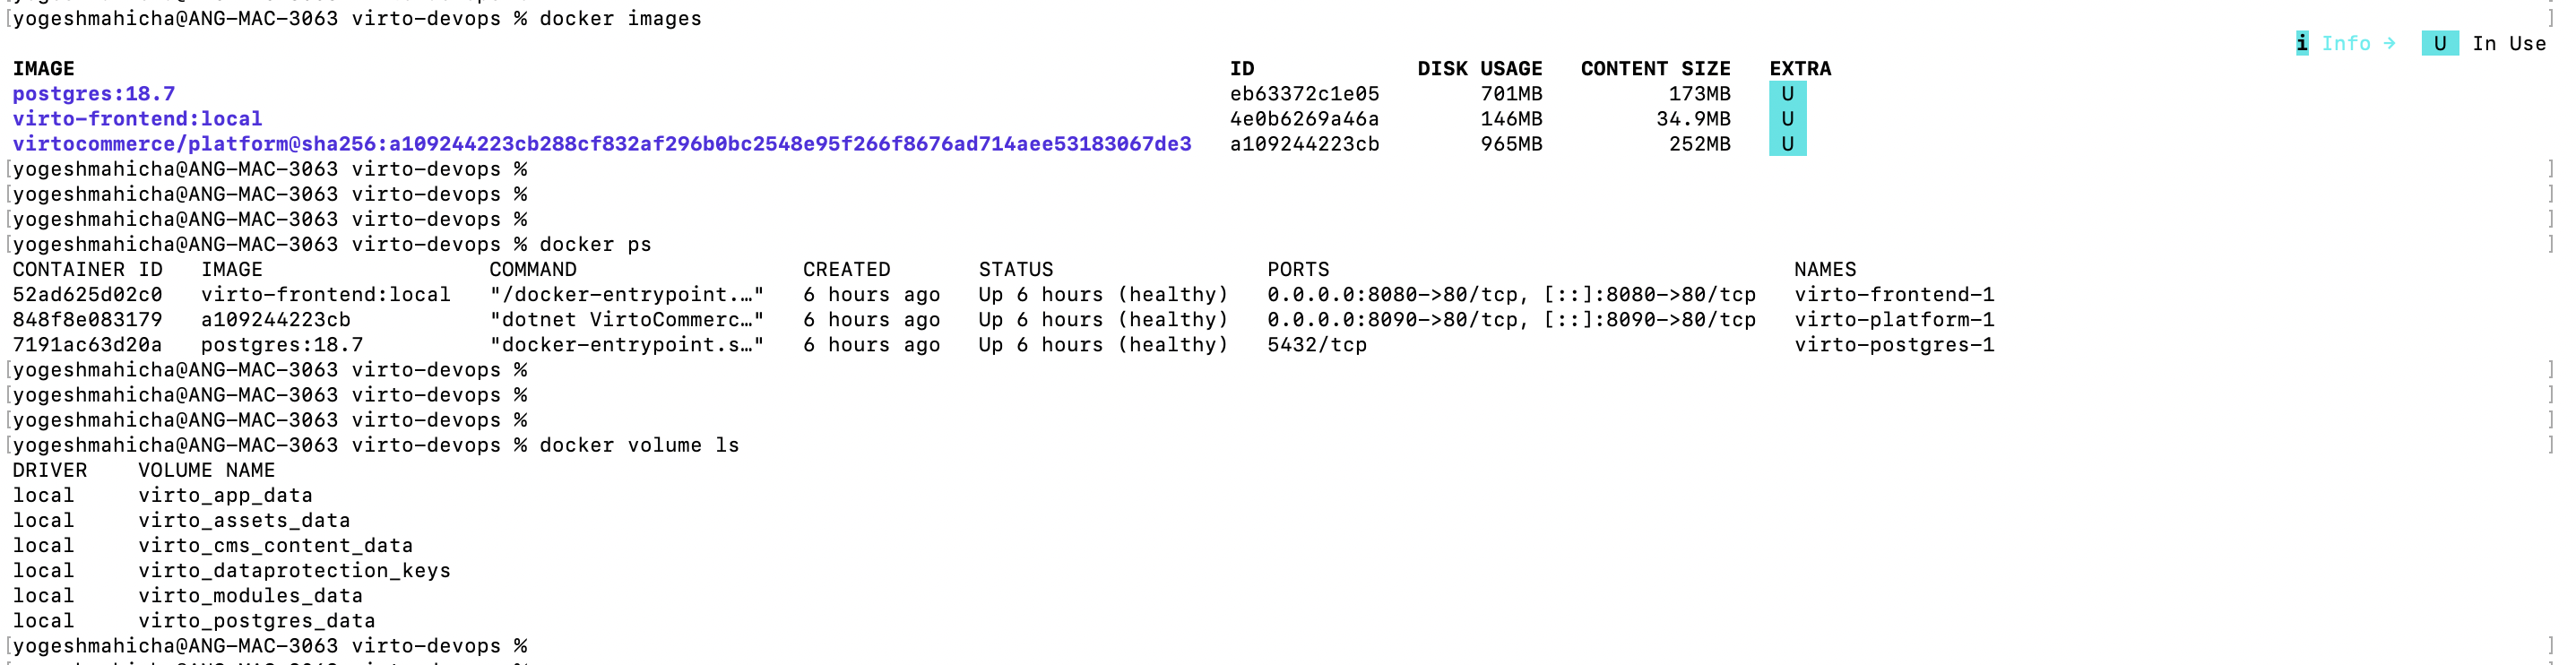 [yogeshmahicha@ANG-MAC-3063 virto-devops % docker images ]
i Info → U In Use
IMAGE ID DISK USAGE CONTENT SIZE EXTRA
postgres:18.7 eb63372c1e05 701MB 173MB U
virto-frontend:local 4e0b6269a46a 146MB 34.9MB U
virtocommerce/platform@sha256:a109244223cb288cf832af296b0bc2548e95f266f8676ad714aee53183067de3 a109244223cb 965MB 252MB U
[yogeshmahicha@ANG-MAC-3063 virto-devops % ]
[yogeshmahicha@ANG-MAC-3063 virto-devops % ]
[yogeshmahicha@ANG-MAC-3063 virto-devops % ]
[yogeshmahicha@ANG-MAC-3063 virto-devops % docker ps ]
CONTAINER ID IMAGE COMMAND CREATED STATUS PORTS NAMES
52ad625d02c0 virto-frontend:local "/docker-entrypoint.…" 6 hours ago Up 6 hours (healthy) 0.0.0.0:8080->80/tcp, [::]:8080->80/tcp virto-frontend-1
848f8e083179 a109244223cb "dotnet VirtoCommerc…" 6 hours ago Up 6 hours (healthy) 0.0.0.0:8090->80/tcp, [::]:8090->80/tcp virto-platform-1
7191ac63d20a postgres:18.7 "docker-entrypoint.s…" 6 hours ago Up 6 hours (healthy) 5432/tcp virto-postgres-1
[yogeshmahicha@ANG-MAC-3063 virto-devops % ]
[yogeshmahicha@ANG-MAC-3063 virto-devops % ]
[yogeshmahicha@ANG-MAC-3063 virto-devops % ]
[yogeshmahicha@ANG-MAC-3063 virto-devops % docker volume ls ]
DRIVER VOLUME NAME
local virto_app_data
local virto_assets_data
local virto_cms_content_data
local virto_dataprotection_keys
local virto_modules_data
local virto_postgres_data
[yogeshmahicha@ANG-MAC-3063 virto-devops % ]